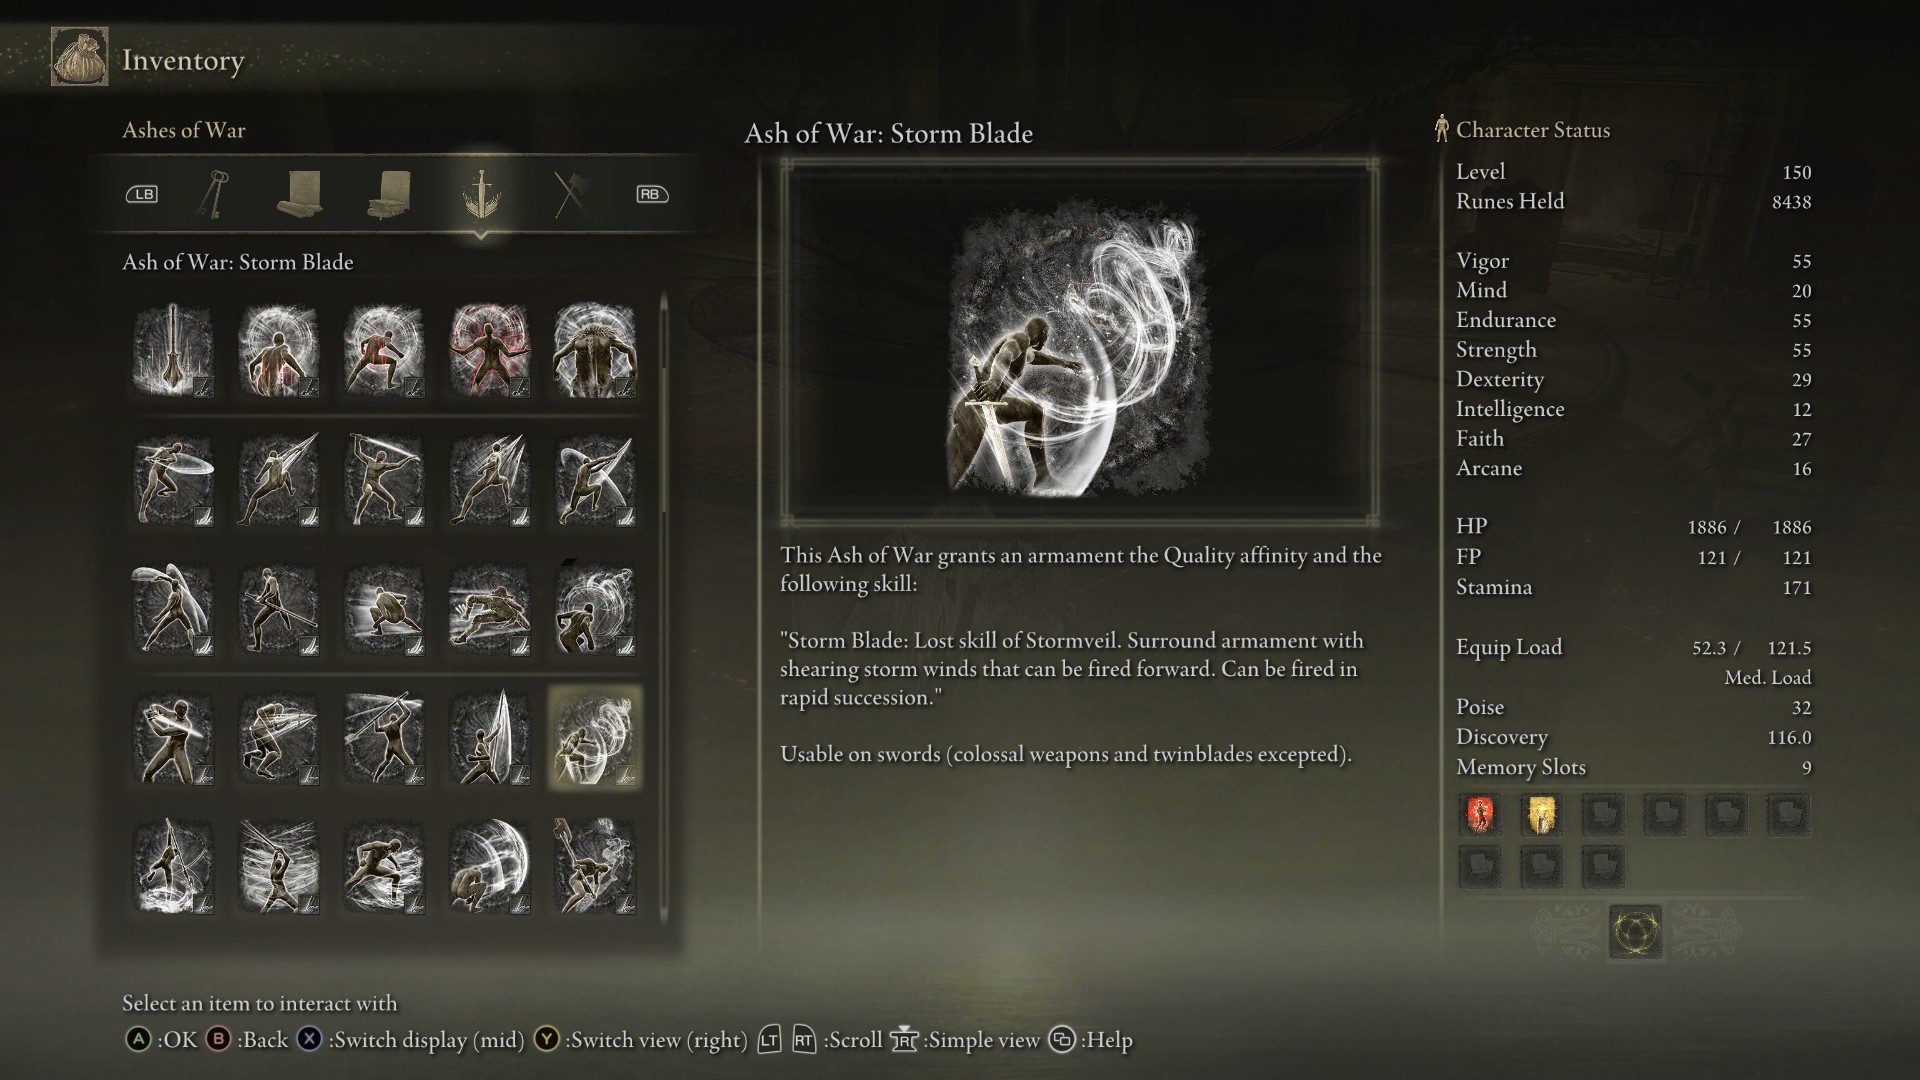 Inventory
Ashes of War
LB
RB
Ash of War: Storm Blade
Ash of War: Storm Blade
This Ash of War grants an armament the Quality affinity and the
following skill:
"Storm Blade: Lost skill of Stormveil. Surround armament with
shearing storm winds that can be fired forward. Can be fired in
rapid succession."
Usable on swords (colossal weapons and twinblades excepted).
Character Status
Level 150
Runes Held 8438
Vigor 55
Mind 20
Endurance 55
Strength 55
Dexterity 29
Intelligence 12
Faith 27
Arcane 16
HP 1886 / 1886
FP 121 / 121
Stamina 171
Equip Load 52.3 / 121.5
Med. Load
Poise 32
Discovery 116.0
Memory Slots 9
Select an item to interact with
A :OK B :Back X :Switch display (mid) Y :Switch view (right) LT RT :Scroll R :Simple view :Help